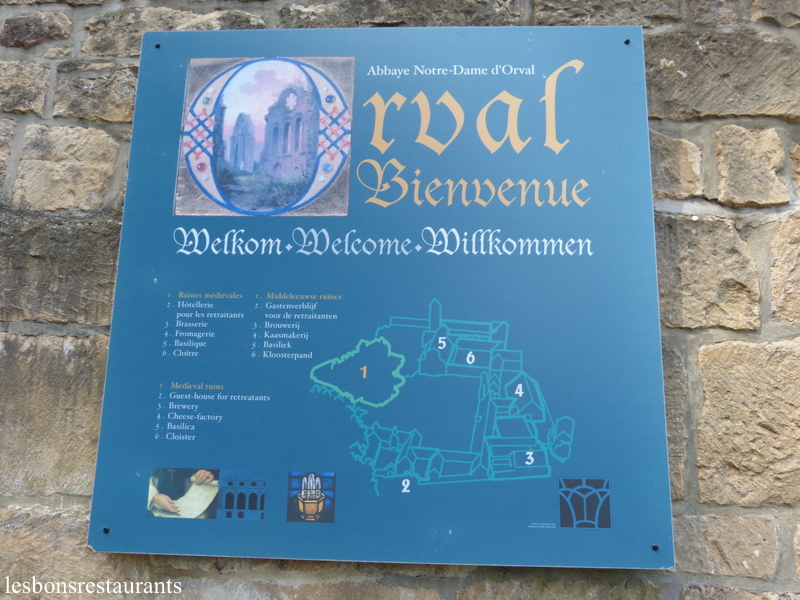 Abbaye Notre-Dame d'Orval
Orval
Bienvenue
Welkom • Welcome • Willkommen
1. Ruines médiévales
2. Hôtellerie
pour les retraitants
3. Brasserie
4. Fromagerie
5. Basilique
6. Cloître
1. Middeleeuwse ruïnes
2. Gastenverblijf
voor de retraitanten
3. Brouwerij
4. Kaasmakerij
5. Basiliek
6. Kloosterpand
1. Medieval ruins
2. Guest-house for retreatants
3. Brewery
4. Cheese-factory
5. Basilica
6. Cloister
5
6
1
4
3
2
lesbonsrestaurants